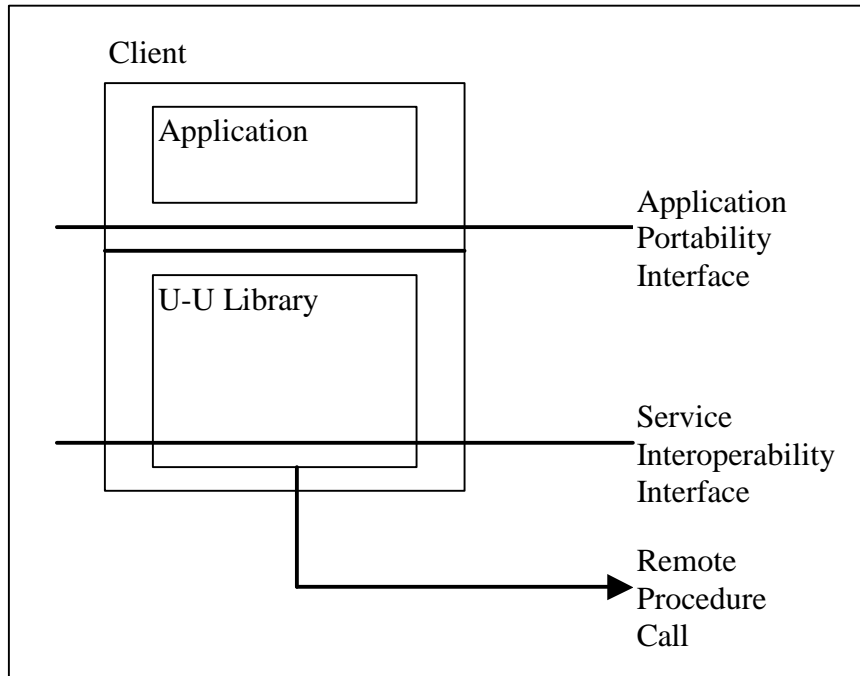 Client
Application
Application
Portability
Interface
U-U Library
Service
Interoperability
Interface
Remote
Procedure
Call